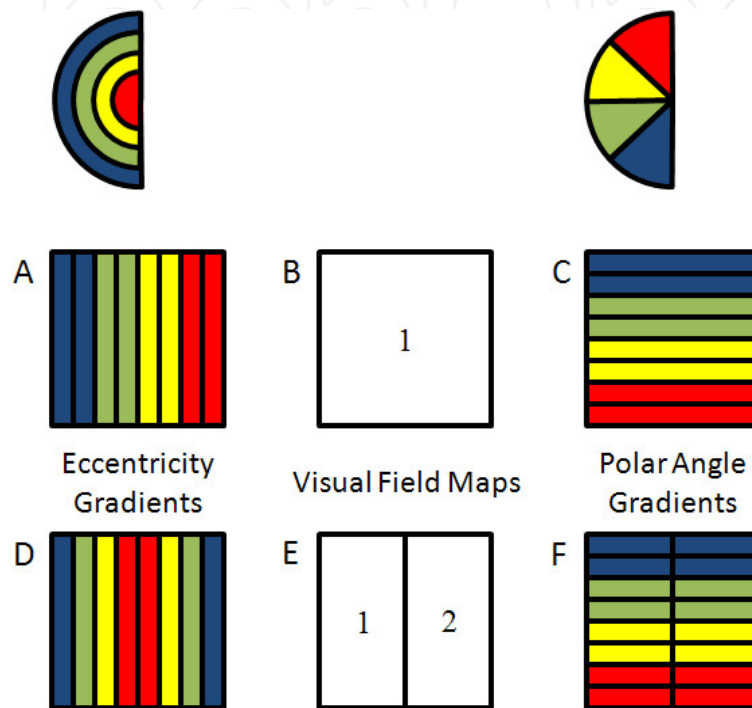 A
B
C
1
Eccentricity
Gradients
Visual Field Maps
Polar Angle
Gradients
D
E
F
1
2